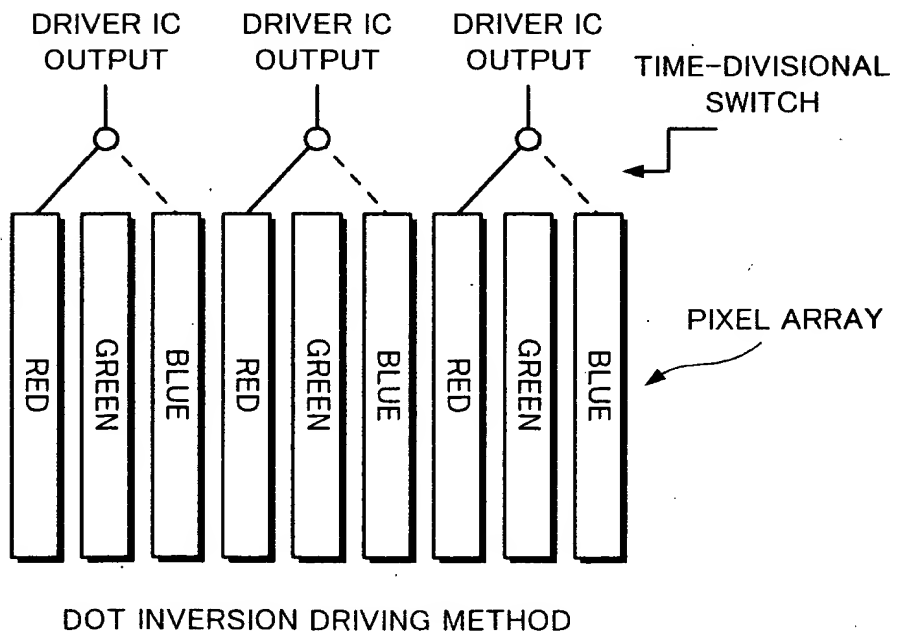 DRIVER IC
OUTPUT
DRIVER IC
OUTPUT
DRIVER IC
OUTPUT
TIME-DIVISIONAL
SWITCH
RED
GREEN
BLUE
RED
GREEN
BLUE
RED
GREEN
BLUE
PIXEL ARRAY
DOT INVERSION DRIVING METHOD